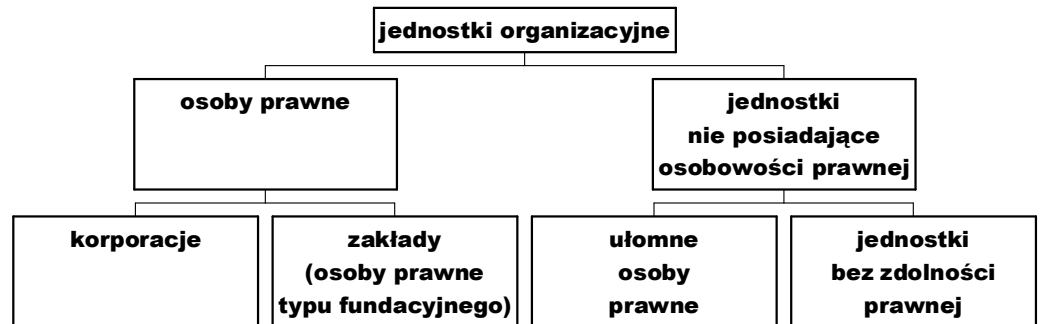 jednostki organizacyjne
osoby prawne
jednostki
nie posiadające
osobowości prawnej
korporacje
zakłady
(osoby prawne
typu fundacyjnego)
ułomne
osoby
prawne
jednostki
bez zdolności
prawnej